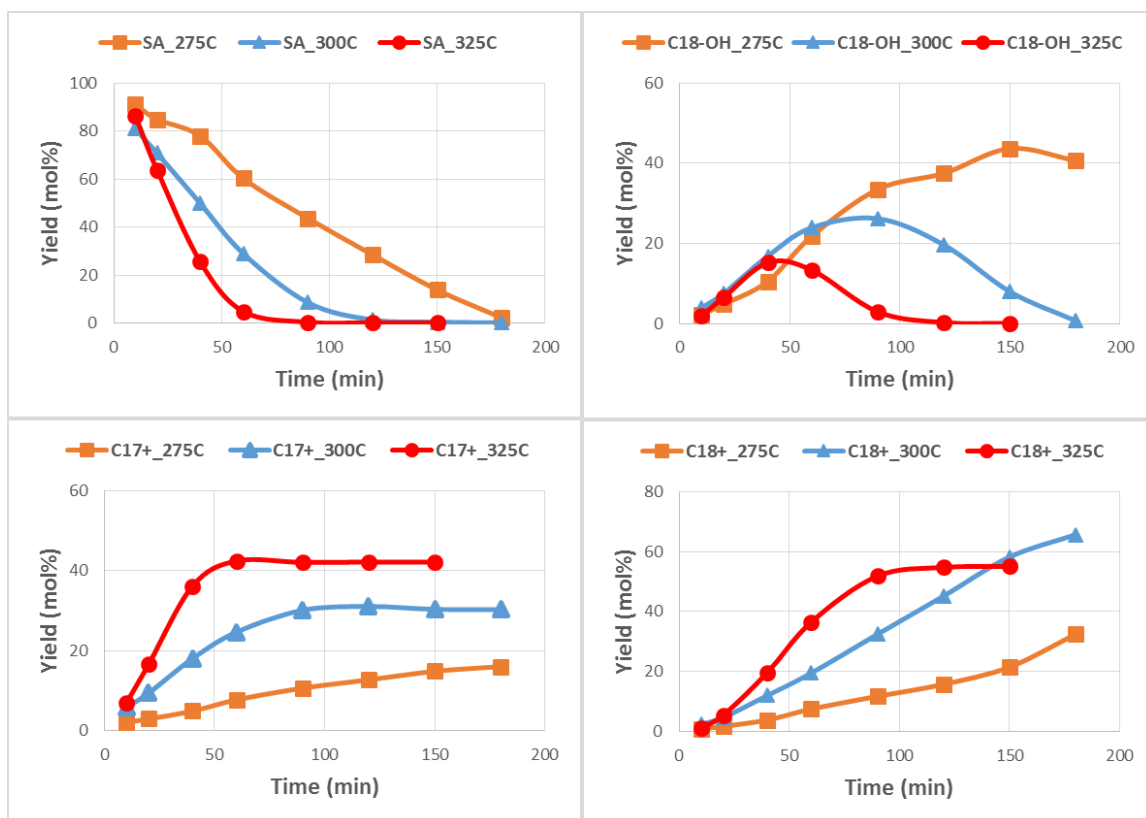 SA_275C SA_300C SA_325C
100
80
60
40
20
0
Yield (mol%)
0 50 100 150 200
Time (min)
C18-OH_275C C18-OH_300C C18-OH_325C
60
40
20
0
Yield (mol%)
0 50 100 150 200
Time (min)
C17+_275C C17+_300C C17+_325C
60
40
20
0
Yield (mol%)
0 50 100 150 200
Time (min)
C18+_275C C18+_300C C18+_325C
80
60
40
20
0
Yield (mol%)
0 50 100 150 200
Time (min)